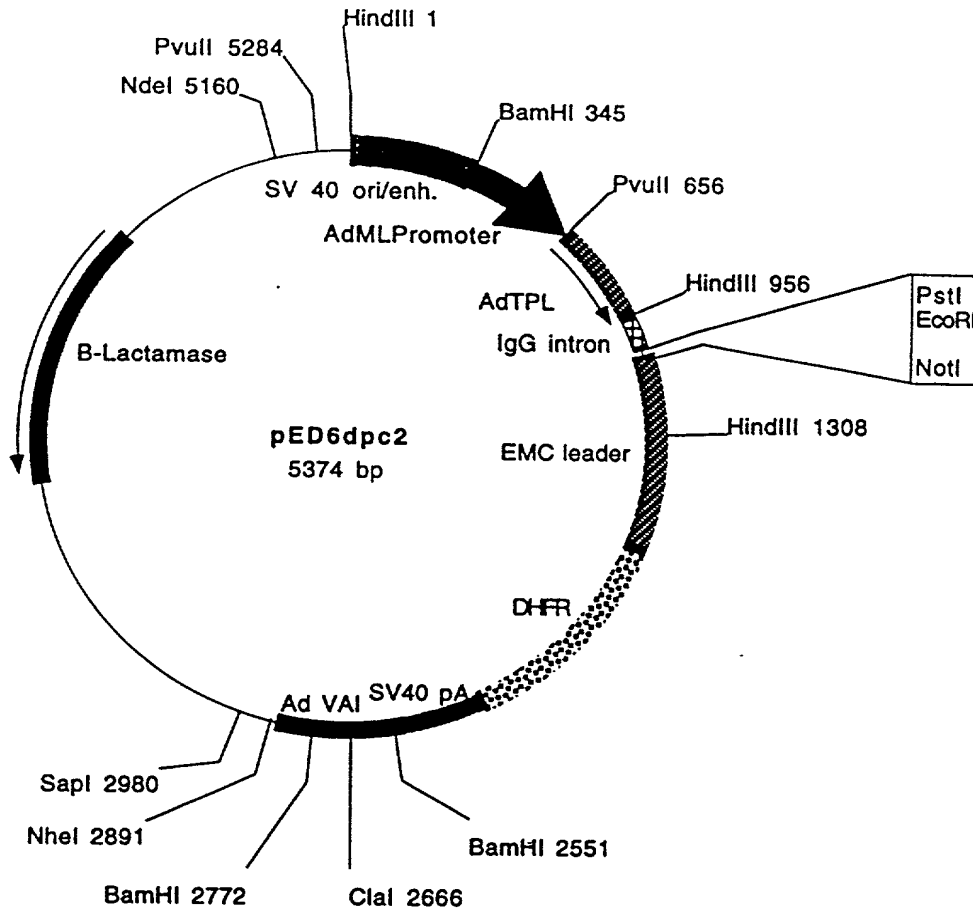 HindIII 1
PvuII 5284
NdeI 5160
BamHI 345
SV 40 ori/enh.
PvuII 656
AdMLPromoter
HindIII 956
AdTPL
PstI
EcoRI
IgG intron
NotI
B-Lactamase
HindIII 1308
pED6dpc2
EMC leader
5374 bp
DHFR
SV40 pA
Ad VAI
SapI 2980
NheI 2891
BamHI 2551
BamHI 2772
ClaI 2666